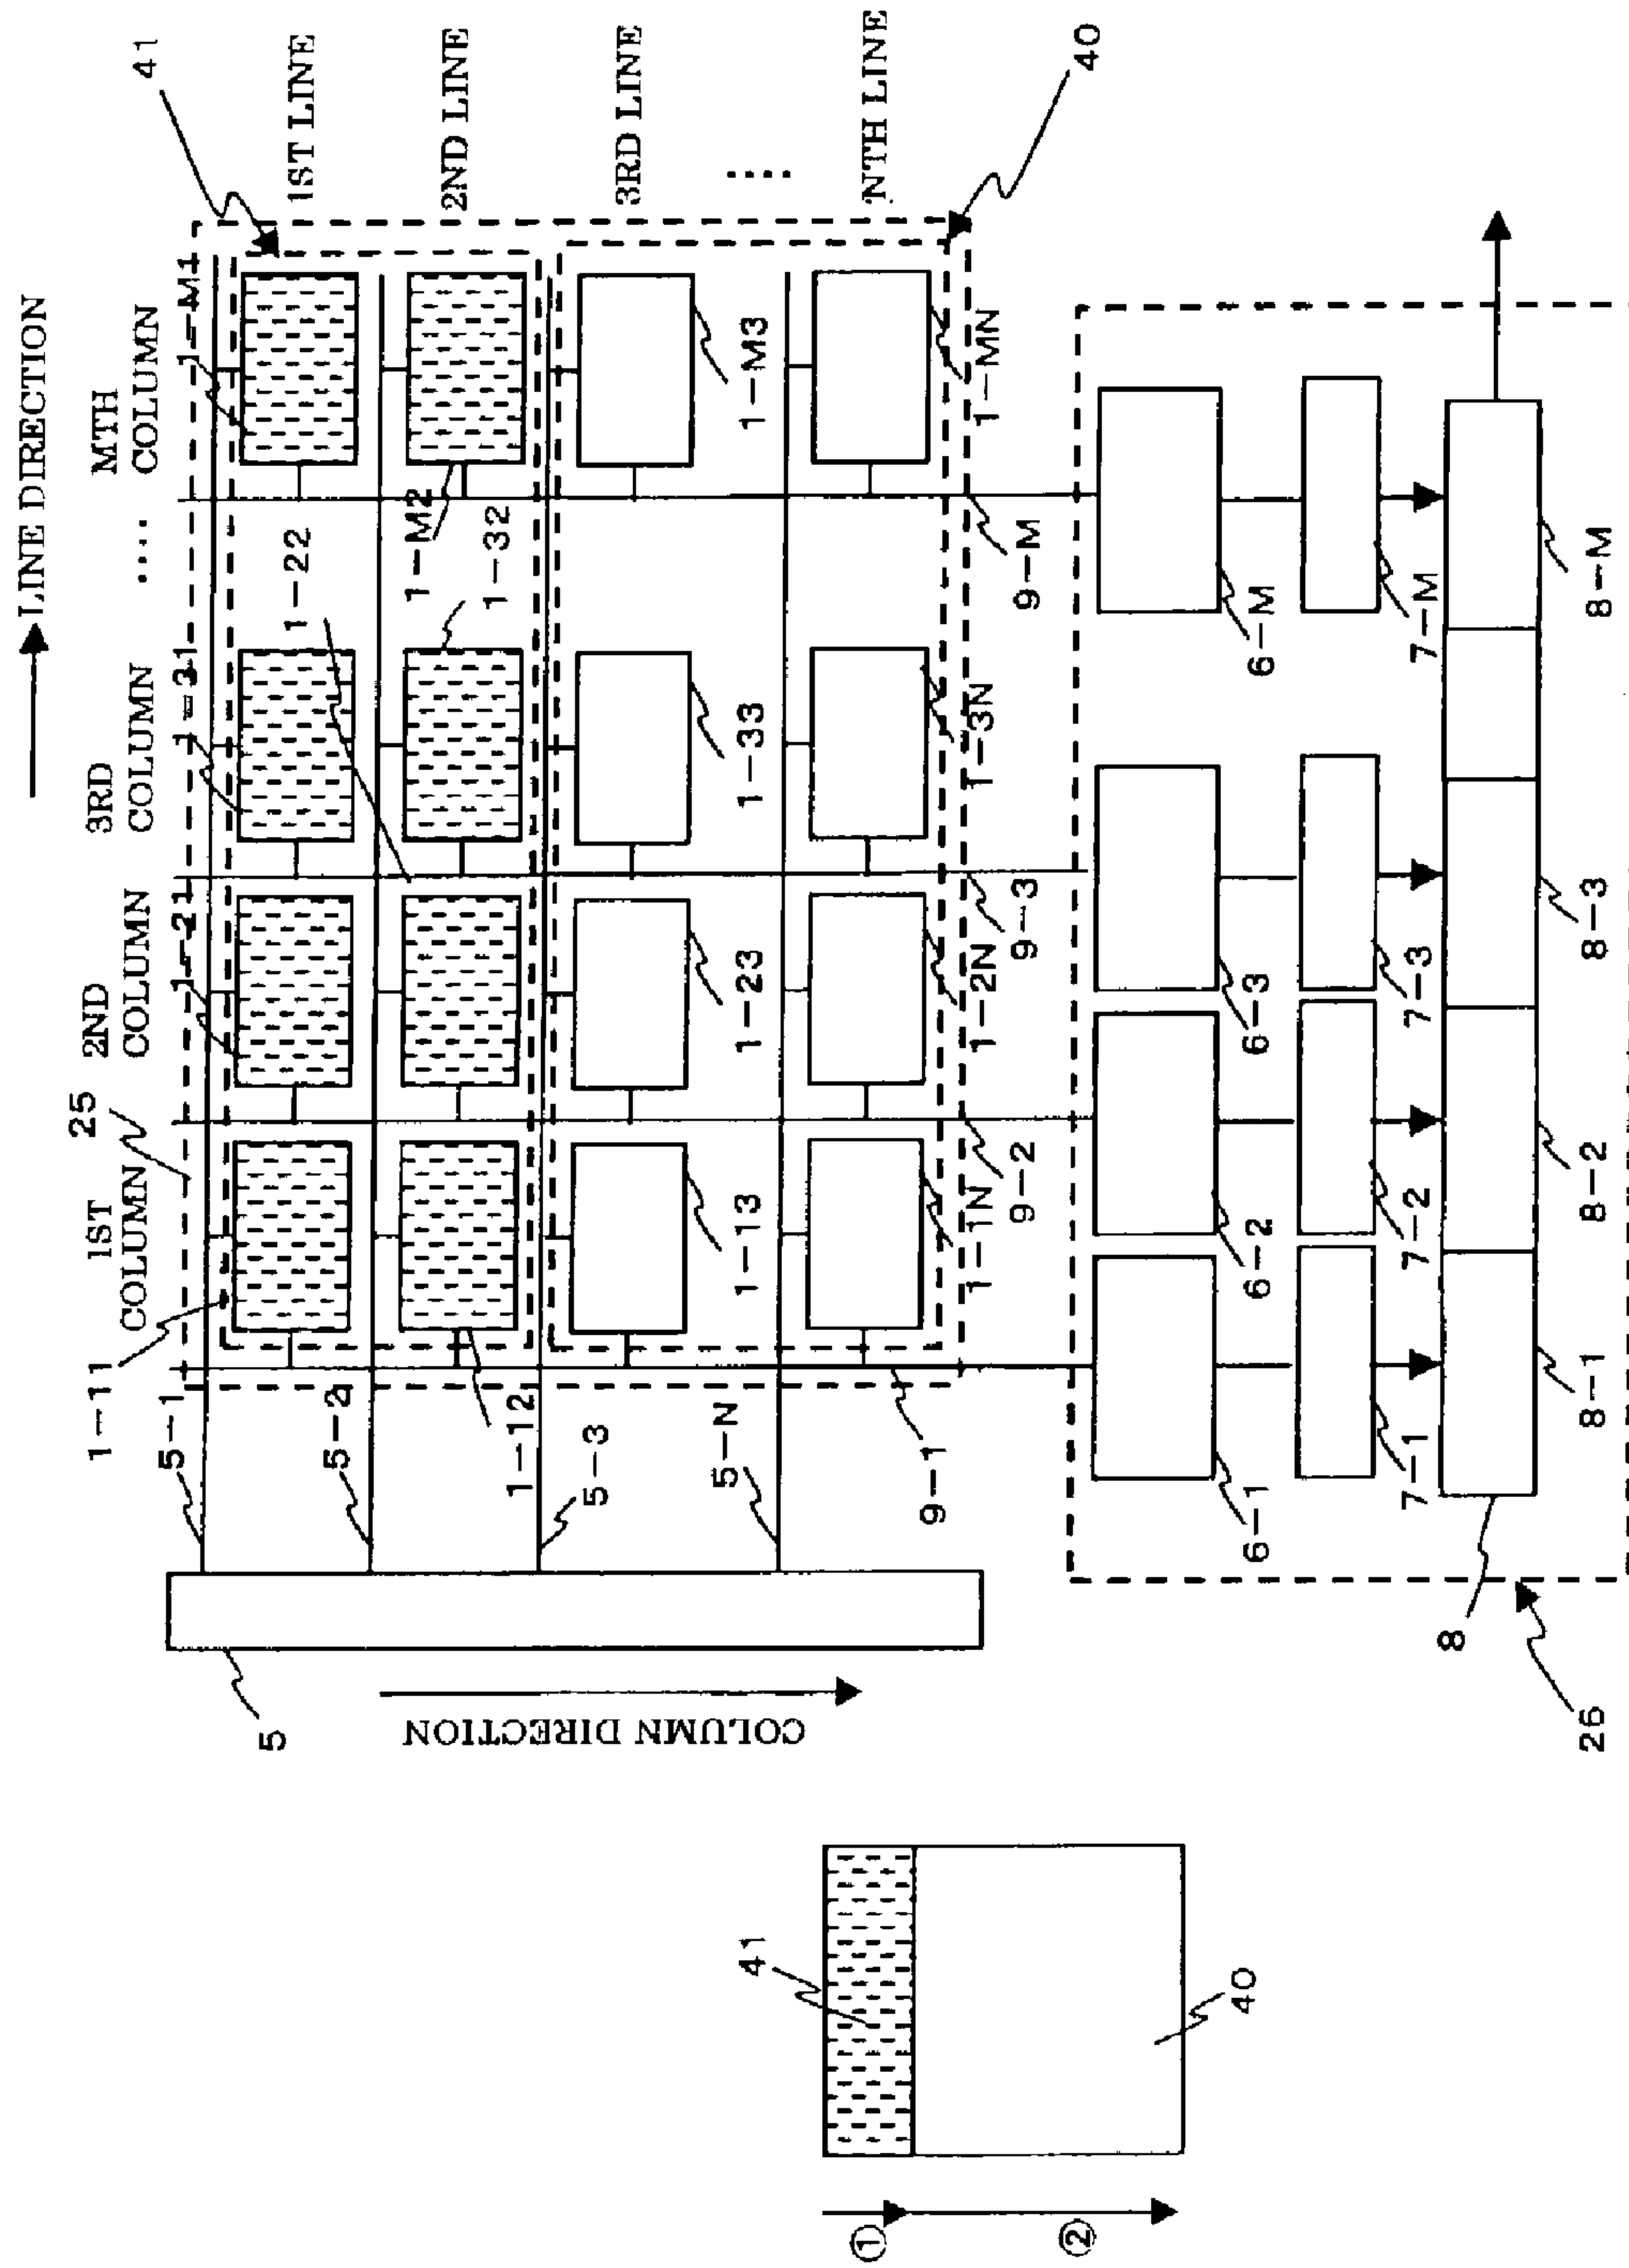 LINE DIRECTION
1ST COLUMN
2ND COLUMN
3RD COLUMN
....
MTH COLUMN
25
41
1-11
1-21
1-31
1-M1
1ST LINE
5-1
1-22
5-2
1-12
1-M2
1-32
2ND LINE
5-3
1-13
1-23
1-33
1-M3
3RD LINE
....
5-N
1-1N
1-2N
1-3N
1-MN
NTH LINE
40
5
COLUMN DIRECTION
9-1
9-2
9-3
9-M
6-1
6-2
6-3
6-M
7-1
7-2
7-3
7-M
8
8-1
8-2
8-3
8-M
26
41
40
①
②